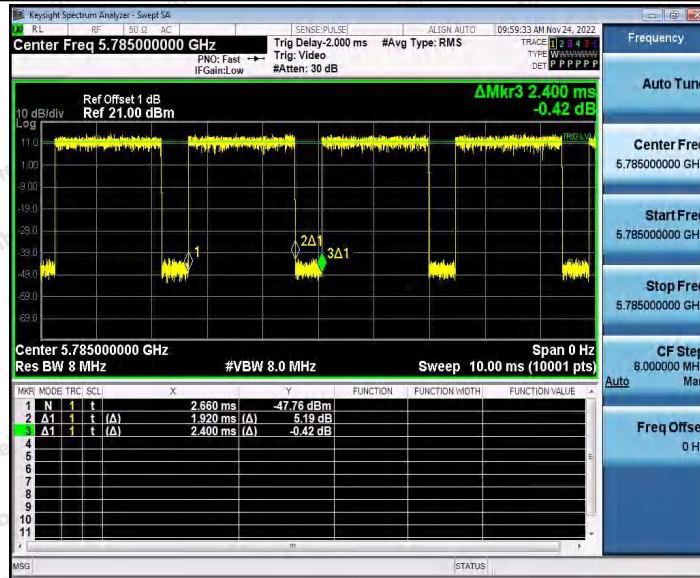 Keysight Spectrum Analyzer - Swept SA
RL RF 50 Ω AC SENSE:PULSE ALIGN AUTO 09:59:33 AM Nov 24, 2022
Center Freq 5.785000000 GHz
PNO: Fast
IFGain:Low
Trig Delay-2.000 ms
Trig: Video
#Atten: 30 dB
#Avg Type: RMS
TRACE 1 2 3 4 5 6
TYPE WWWWWW
DET P P P P P P
Frequency
Auto Tune
Ref Offset 1 dB
10 dB/div Ref 21.00 dBm
Log
ΔMkr3 2.400 ms
-0.42 dB
TRIG LVL
11.0
1.00
-9.00
-19.0
-29.0
-39.0
-49.0
-59.0
-69.0
1
2Δ1
3Δ1
Center Freq
5.785000000 GH
Start Freq
5.785000000 GH
Stop Freq
5.785000000 GH
CF Step
8.000000 MH
Auto Man
Freq Offset
0 H
Center 5.785000000 GHz Span 0 Hz
Res BW 8 MHz #VBW 8.0 MHz Sweep 10.00 ms (10001 pts)
MKR MODE TRC SCL X Y FUNCTION FUNCTION WIDTH FUNCTION VALUE
1 N 1 t 2.660 ms -47.76 dBm
2 Δ1 1 t (Δ) 1.920 ms (Δ) 5.19 dB
3 Δ1 1 t (Δ) 2.400 ms (Δ) -0.42 dB
4
5
6
7
8
9
10
11
MSG STATUS